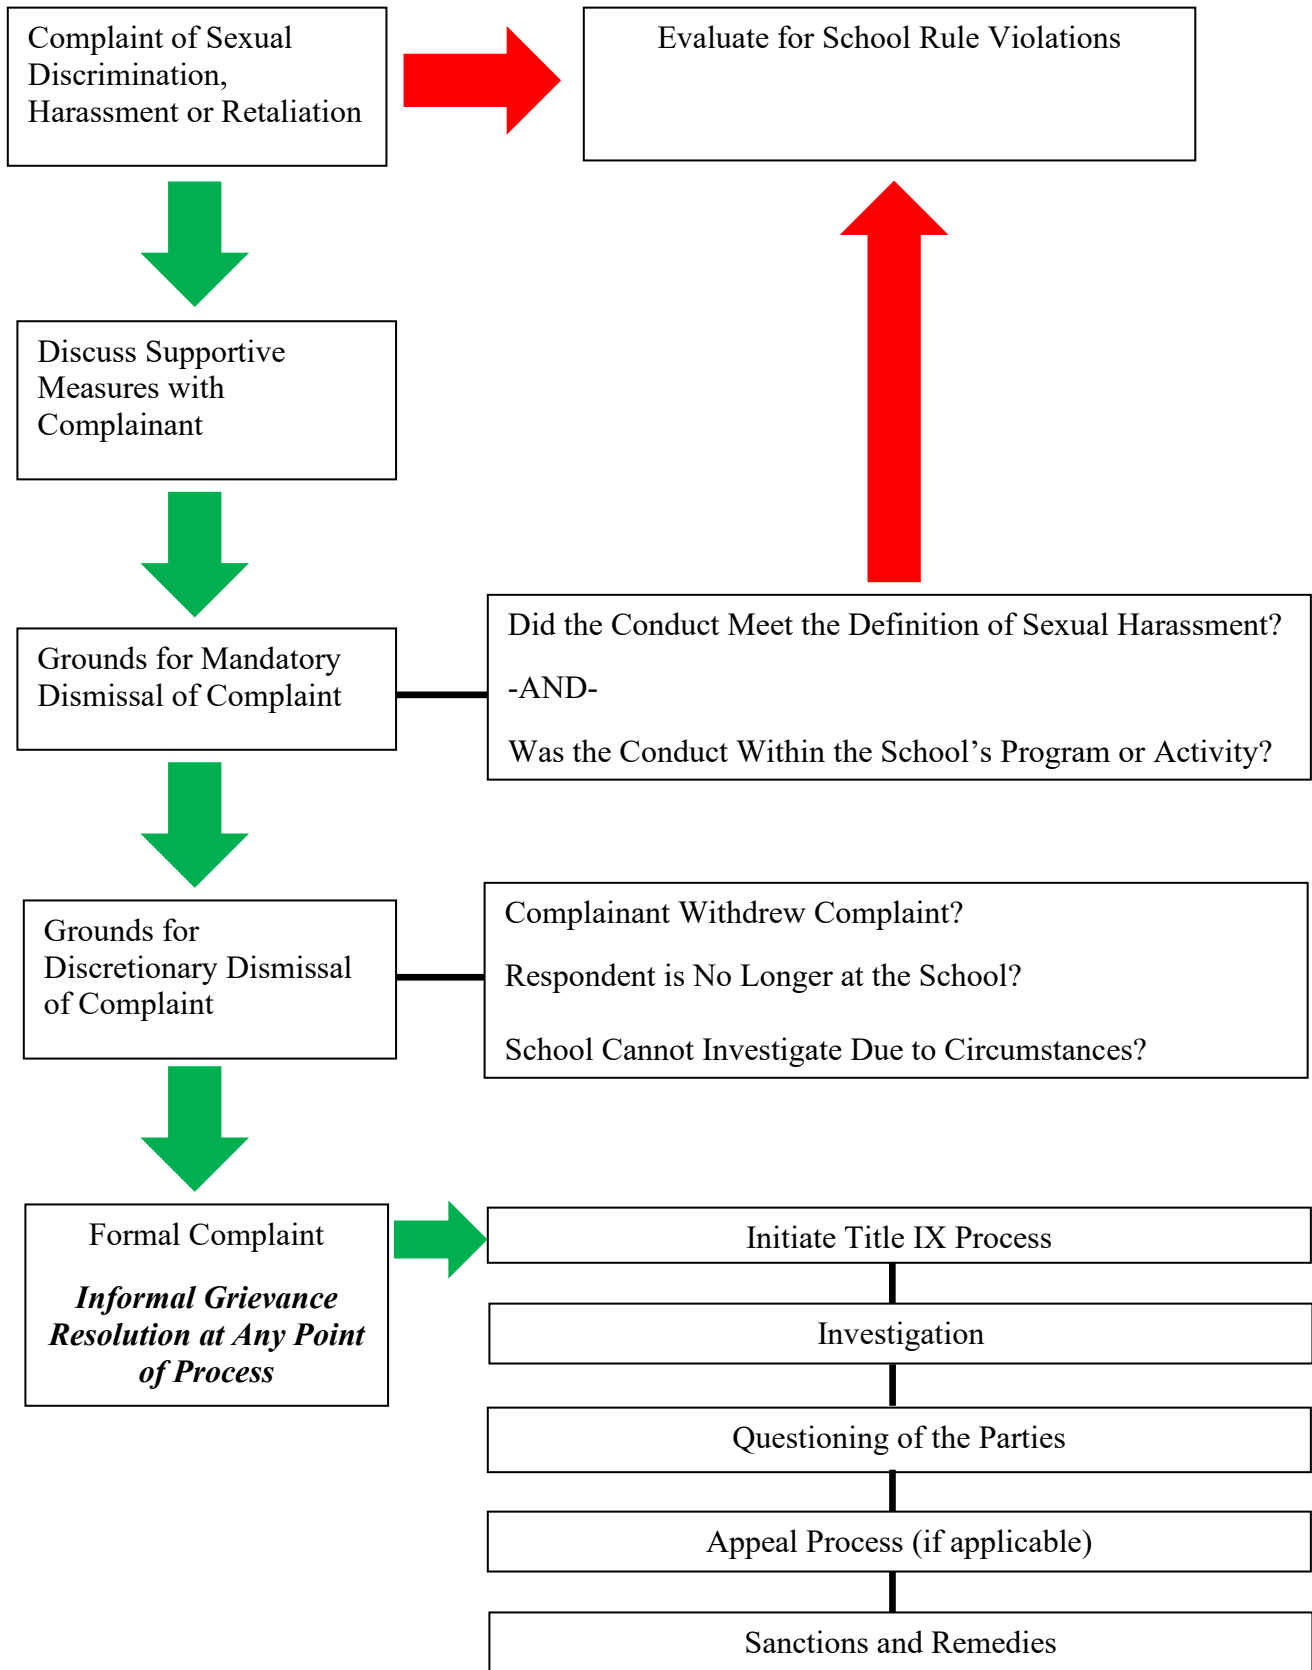 Complaint of Sexual
Discrimination,
Harassment or Retaliation
Evaluate for School Rule Violations
Discuss Supportive
Measures with
Complainant
Grounds for Mandatory
Dismissal of Complaint
Did the Conduct Meet the Definition of Sexual Harassment?
-AND-
Was the Conduct Within the School’s Program or Activity?
Grounds for
Discretionary Dismissal
of Complaint
Complainant Withdrew Complaint?
Respondent is No Longer at the School?
School Cannot Investigate Due to Circumstances?
Formal Complaint
Informal Grievance
Resolution at Any Point
of Process
Initiate Title IX Process
Investigation
Questioning of the Parties
Appeal Process (if applicable)
Sanctions and Remedies